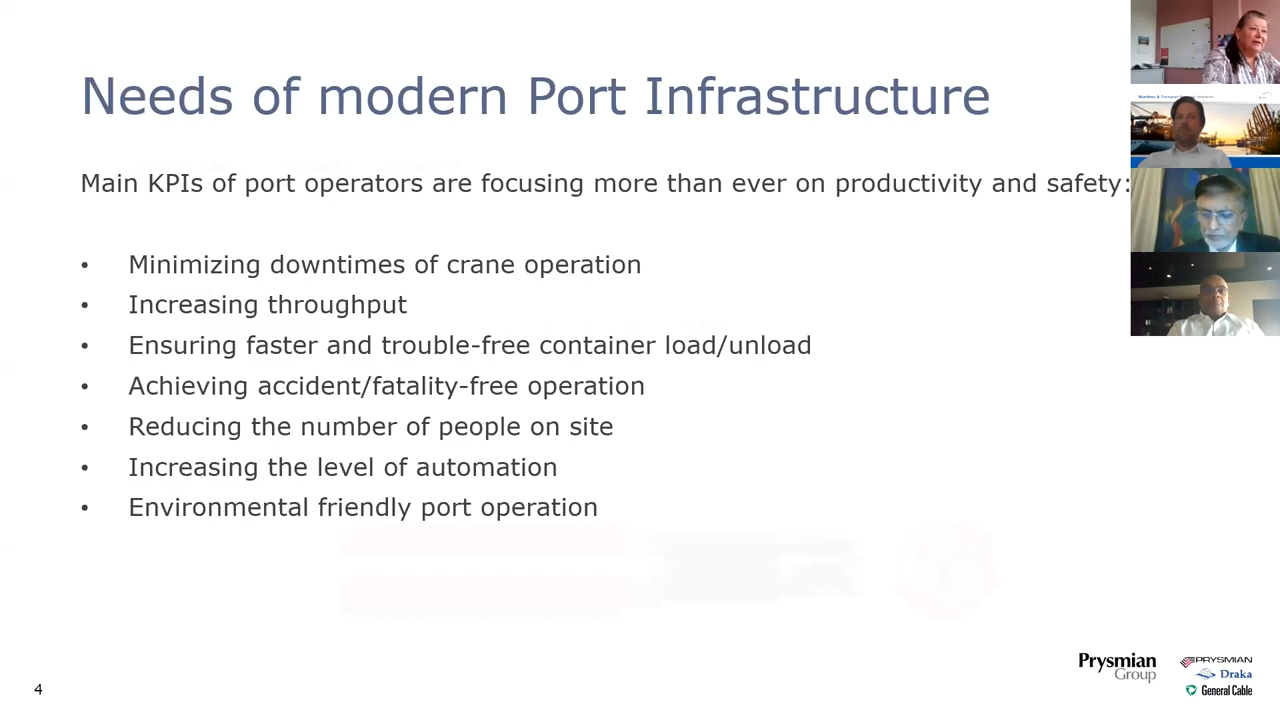 Needs of modern Port Infrastructure
Main KPIs of port operators are focusing more than ever on productivity and safety:
• Minimizing downtimes of crane operation
• Increasing throughput
• Ensuring faster and trouble-free container load/unload
• Achieving accident/fatality-free operation
• Reducing the number of people on site
• Increasing the level of automation
• Environmental friendly port operation
4
Prysmian
Group
PRYSMIAN
Draka
General Cable